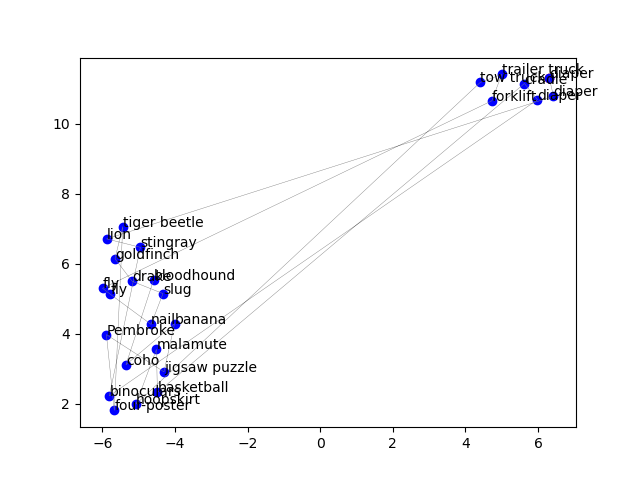 trailer truck
diaper
tow truck
cradle
diaper
forklift
diaper
tiger beetle
lion
stingray
goldfinch
drake
bloodhound
fly
fly
slug
nail
banana
Pembroke
malamute
coho
jigsaw puzzle
basketball
binoculars
hoopskirt
four-poster
10
8
6
4
2
−6
−4
−2
0
2
4
6